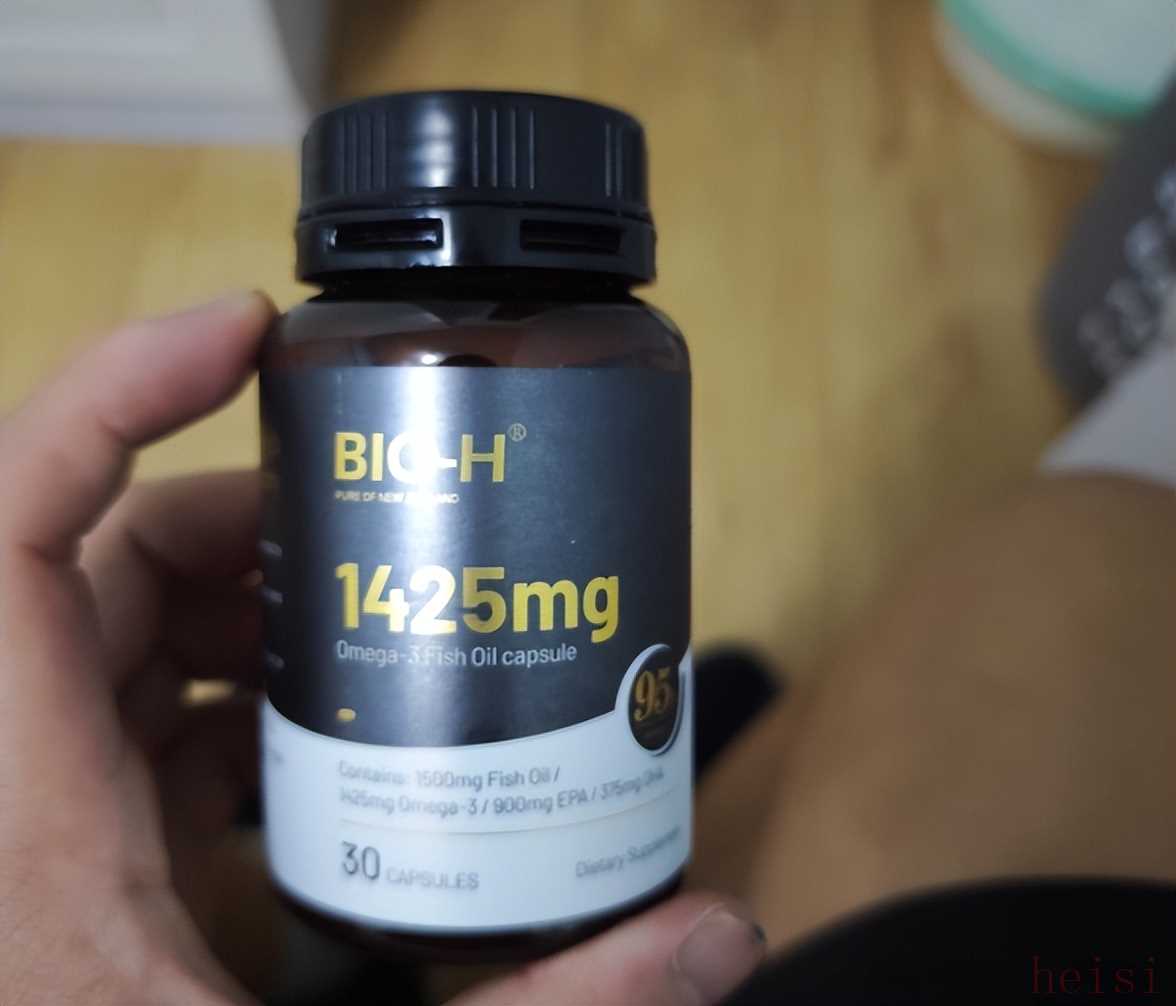 BIO-H®
PURE OF NEW ZEALAND
1425mg
Omega-3 Fish Oil capsule
95
Contains: 1500mg Fish Oil /
1425mg Omega-3 / 900mg EPA / 375mg DHA
30 CAPSULES
Dietary Supplement
heisi